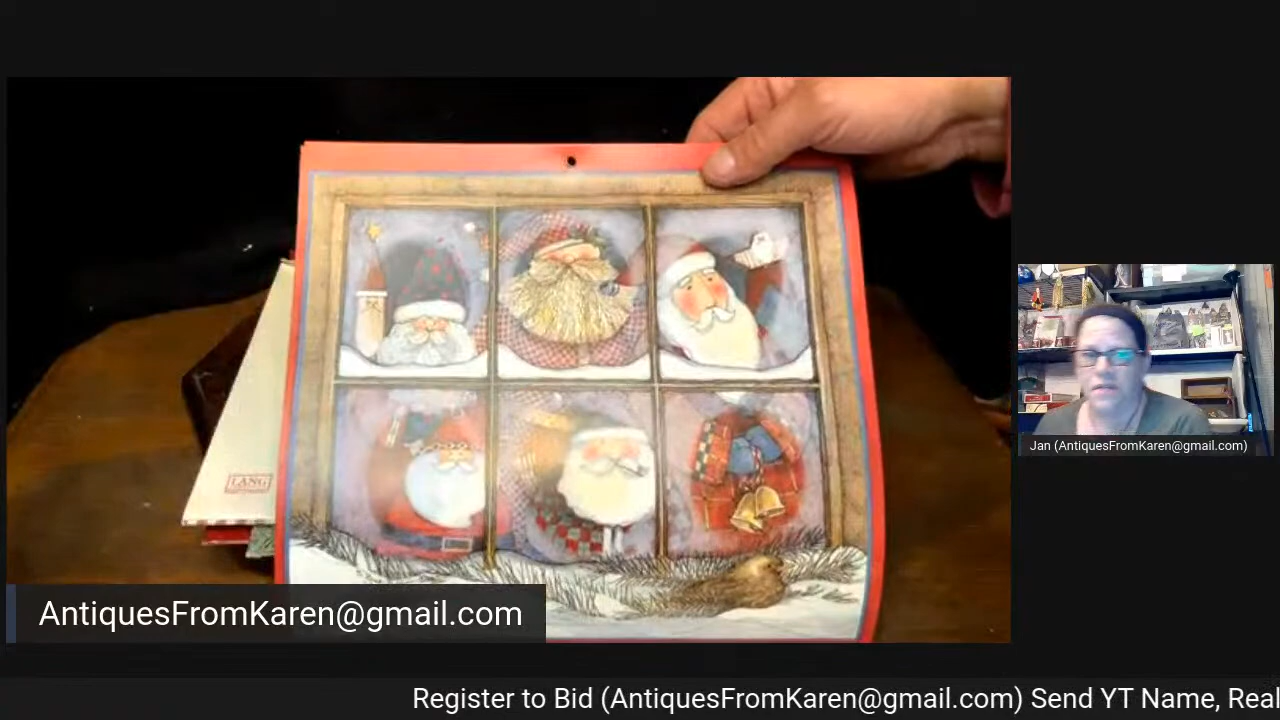 LANG
Jan (AntiquesFromKaren@gmail.com)
AntiquesFromKaren@gmail.com
Register to Bid (AntiquesFromKaren@gmail.com) Send YT Name, Real